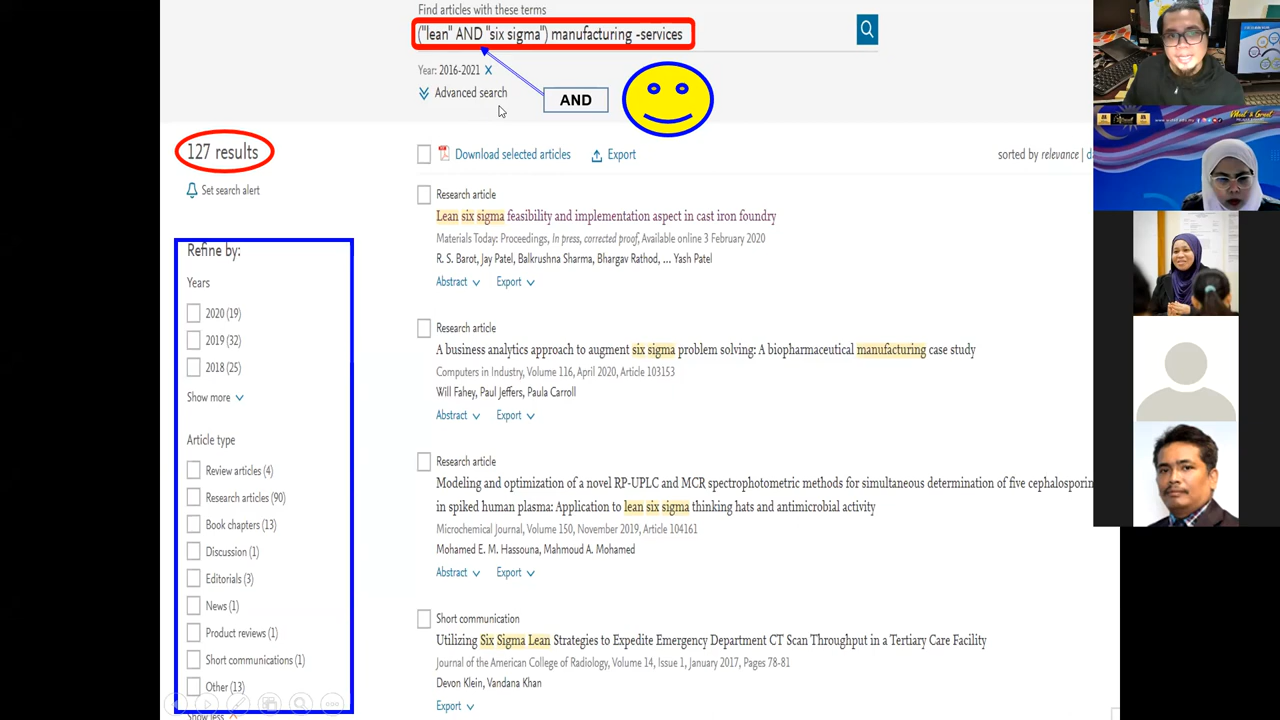 Find articles with these terms
("lean" AND "six sigma") manufacturing -services
Year: 2016-2021 X
Advanced search
AND
127 results
Set search alert
Download selected articles
Export
sorted by relevance | d
Refine by:
Years
2020 (19)
2019 (32)
2018 (25)
Show more
Article type
Review articles (4)
Research articles (90)
Book chapters (13)
Discussion (1)
Editorials (3)
News (1)
Product reviews (1)
Short communications (1)
Other (13)
Show less
Research article
Lean six sigma feasibility and implementation aspect in cast iron foundry
Materials Today: Proceedings, In press, corrected proof, Available online 3 February 2020
R. S. Barot, Jay Patel, Balkrushna Sharma, Bhargav Rathod, ... Yash Patel
Abstract Export
Research article
A business analytics approach to augment six sigma problem solving: A biopharmaceutical manufacturing case study
Computers in Industry, Volume 116, April 2020, Article 103153
Will Fahey, Paul Jeffers, Paula Carroll
Abstract Export
Research article
Modeling and optimization of a novel RP-UPLC and MCR spectrophotometric methods for simultaneous determination of five cephalosporin
in spiked human plasma: Application to lean six sigma thinking hats and antimicrobial activity
Microchemical Journal, Volume 150, November 2019, Article 104161
Mohamed E. M. Hassouna, Mahmoud A. Mohamed
Abstract Export
Short communication
Utilizing Six Sigma Lean Strategies to Expedite Emergency Department CT Scan Throughput in a Tertiary Care Facility
Journal of the American College of Radiology, Volume 14, Issue 1, January 2017, Pages 78-81
Devon Klein, Vandana Khan
Export